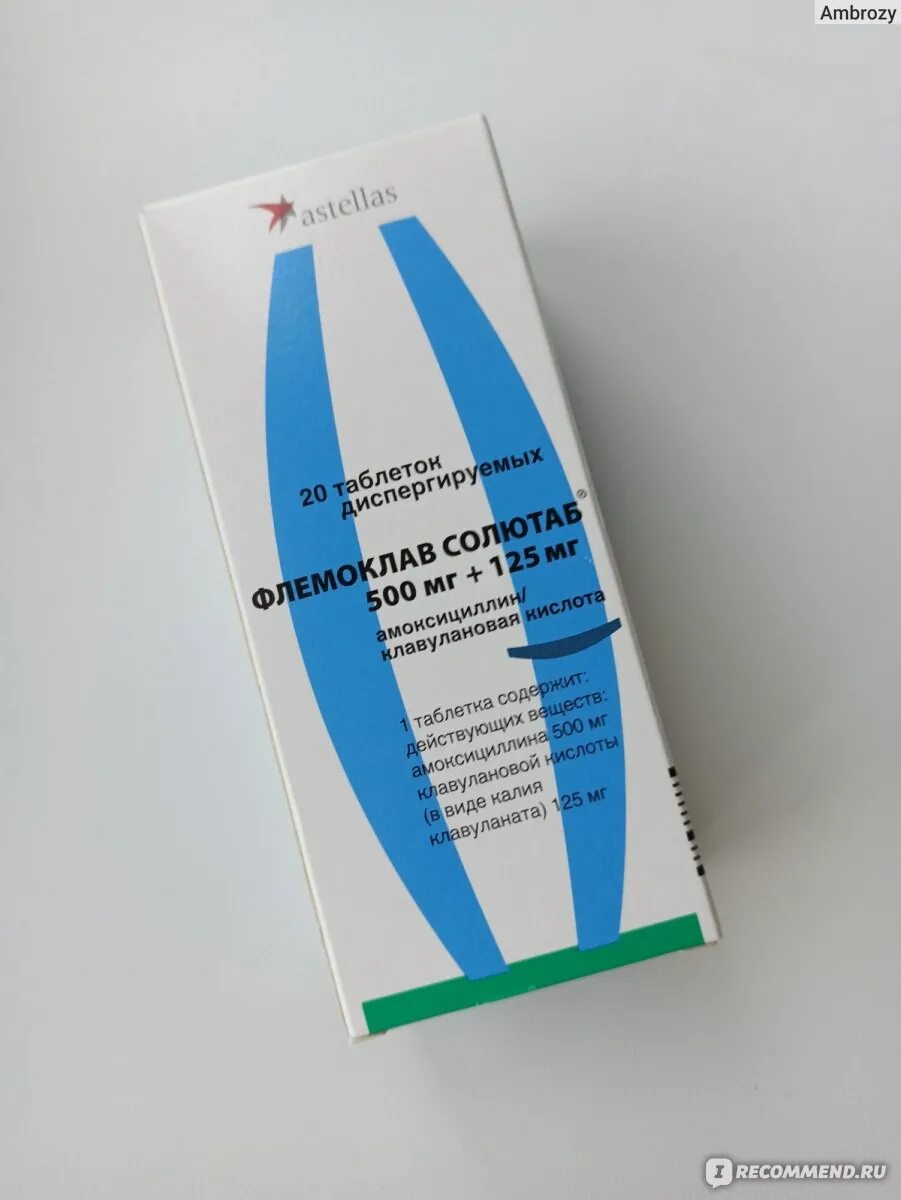 Ambrozy
astellas
20 таблеток
диспергируемых
ФЛЕМОКЛАВ СОЛЮТАБ®
500 мг + 125 мг
амоксициллин/
клавулановая кислота
1 таблетка содержит:
действующих веществ:
амоксициллина 500 мг
клавулановой кислоты
(в виде калия
клавуланата) 125 мг
IRECOMMEND.RU